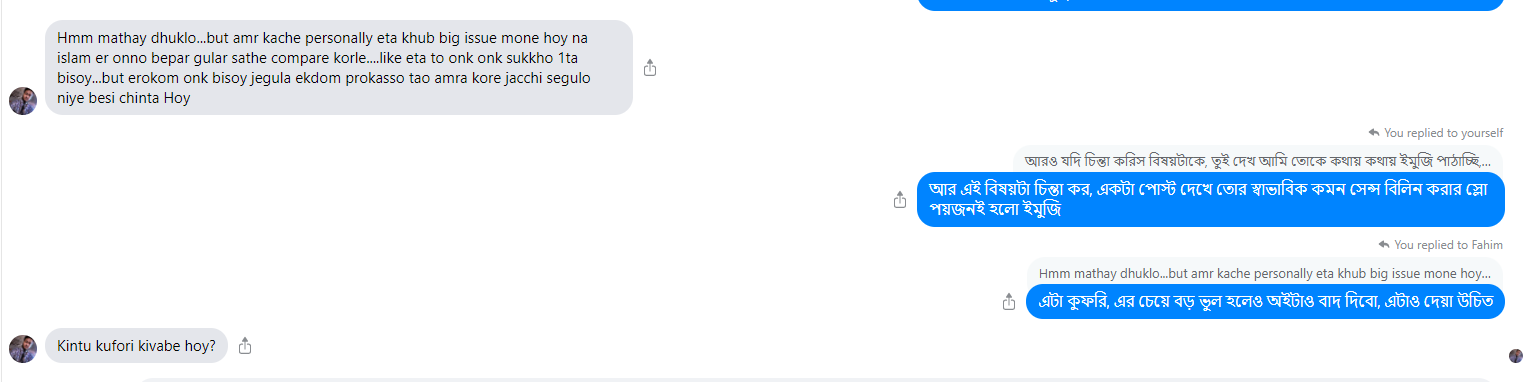 Hmm mathay dhuklo...but amr kache personally eta khub big issue mone hoy na
islam er onno bepar gular sathe compare korle....like eta to onk onk sukkho 1ta
bisoy...but erokom onk bisoy jegula ekdom prokasso tao amra kore jacchi segulo
niye besi chinta Hoy
You replied to yourself
আরও যদি চিন্তা করিস বিষয়টাকে, তুই দেখ আমি তোকে কথায় কথায় ইমুজি পাঠাচ্ছি,...
আর এই বিষয়টা চিন্তা কর, একটা পোস্ট দেখে তোর স্বাভাবিক কমন সেন্স বিলিন করার স্লো
পয়জনই হলো ইমুজি
You replied to Fahim
Hmm mathay dhuklo...but amr kache personally eta khub big issue mone hoy...
এটা কুফরি, এর চেয়ে বড় ভুল হলেও অইটাও বাদ দিবো, এটাও দেয়া উচিত
Kintu kufori kivabe hoy?